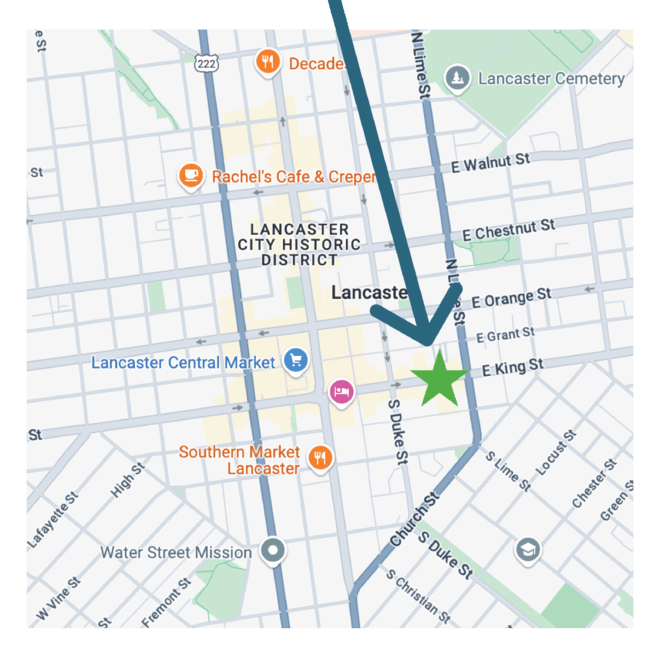 e St
222
Decade
N Lime St
Lancaster Cemetery
St
E Walnut St
Rachel's Cafe & Creper
LANCASTER
CITY HISTORIC
DISTRICT
E Chestnut St
Lancaste
N L
e St
E Orange St
E Grant St
Lancaster Central Market
E King St
St
S Duke St
Southern Market
Lancaster
High St
S Lime St
Locust St
Chester St
Green S
Lafayette St
Church St
Water Street Mission
S Duke St
W Vine St
Fremont St
St
S Christian St